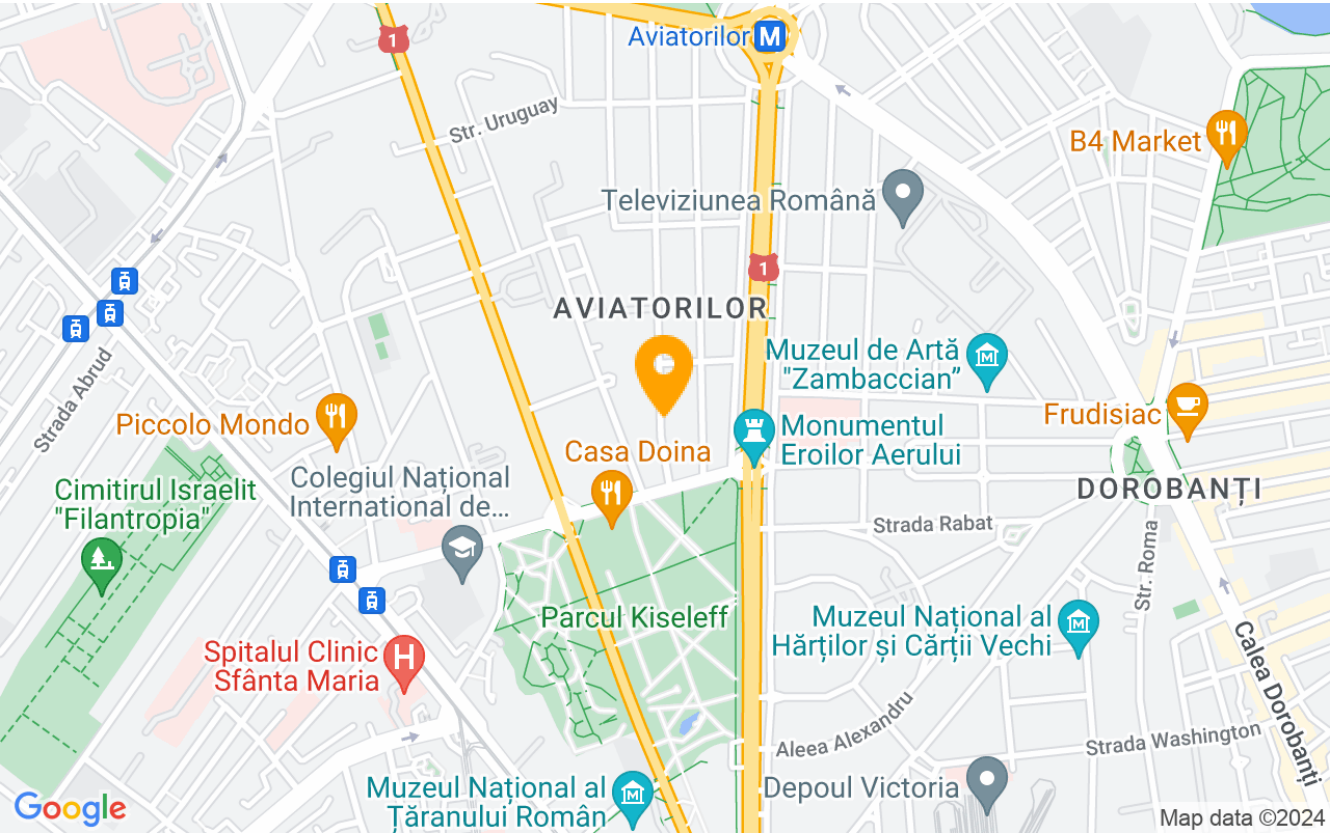 1
Aviatorilor
M
Str. Uruguay
B4 Market
Televiziunea Română
1
AVIATORILOR
Strada Abrud
Muzeul de Artă
"Zambaccian”
M
Piccolo Mondo
Frudisiac
Casa Doina
Monumentul
Eroilor Aerului
Colegiul Național
International de...
Cimitirul Israelit
"Filantropia"
DOROBANȚI
Strada Rabat
Str. Roma
Parcul Kiseleff
Muzeul Național al
Hărților și Cărții Vechi
M
Spitalul Clinic
Sfânta Maria
H
Calea Dorobanți
Aleea Alexandru
Strada Washington
Muzeul Național al
Țăranului Român
M
Depoul Victoria
Google
Map data ©2024